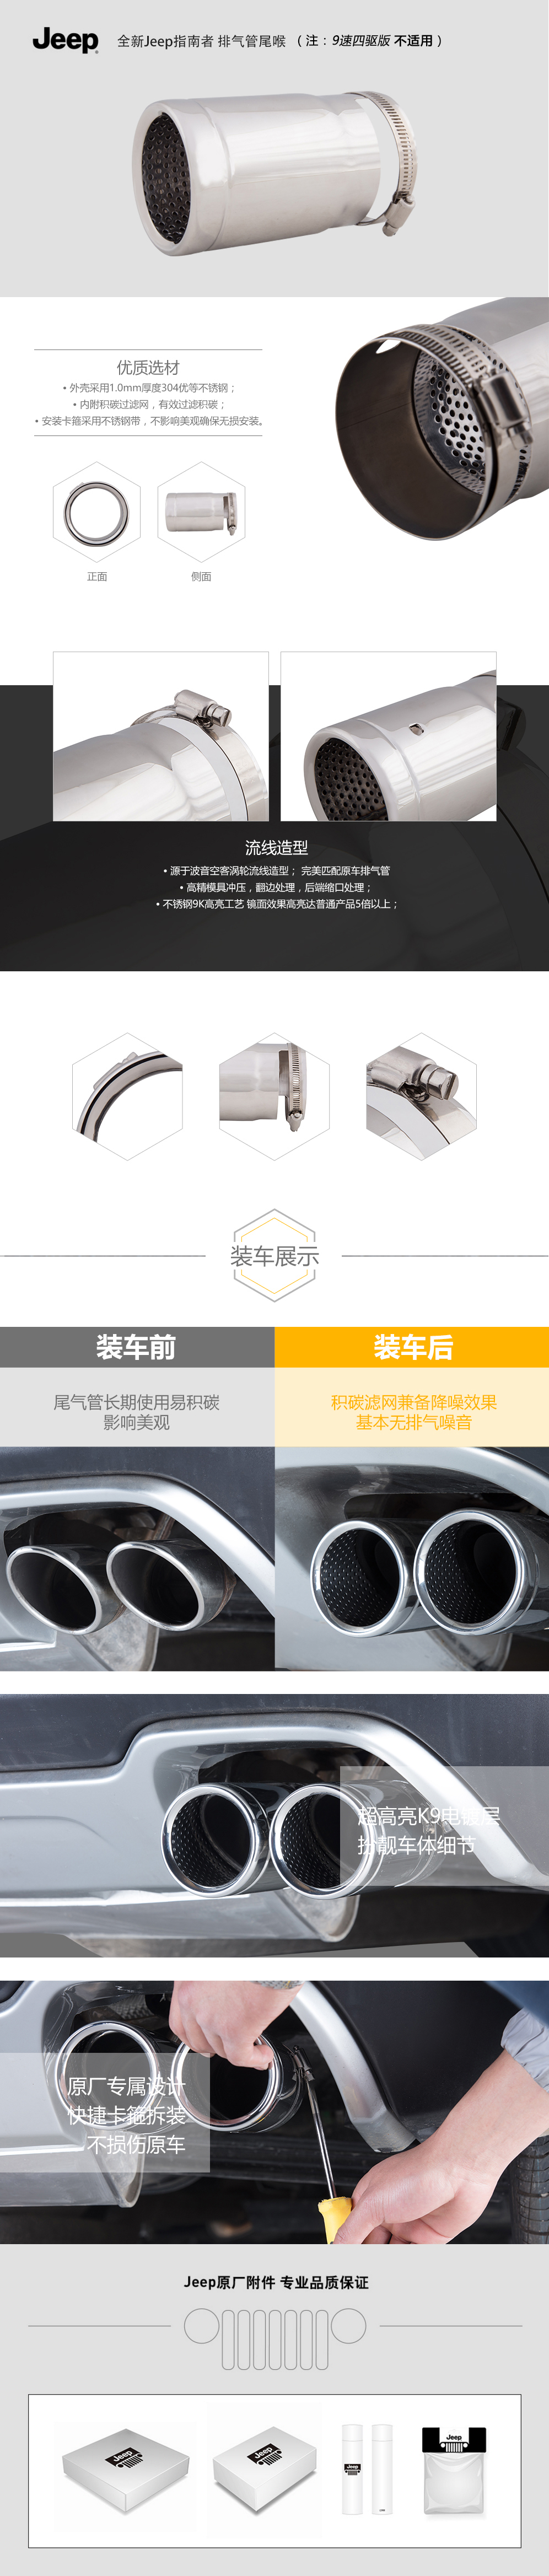 Jeep 全新Jeep指南者 排气管尾喉 （ 注：9速四驱版 不适用 ）
优质选材
• 外壳采用1.0mm厚度304优等不锈钢；
• 内附积碳过滤网，有效过滤积碳；
• 安装卡箍采用不锈钢带，不影响美观确保无损安装。
正面
侧面
流线造型
• 源于波音空客涡轮流线造型； 完美匹配原车排气管
• 高精模具冲压，翻边处理，后端缩口处理；
• 不锈钢9K高亮工艺 镜面效果高亮达普通产品5倍以上；
装车展示
装车前
装车后
尾气管长期使用易积碳
影响美观
积碳滤网兼备降噪效果
基本无排气噪音
超高亮K9电镀层
扮靓车体细节
原厂专属设计
快捷卡箍拆装
不损伤原车
Jeep原厂附件 专业品质保证
Jeep
Jeep
Jeep
Jeep